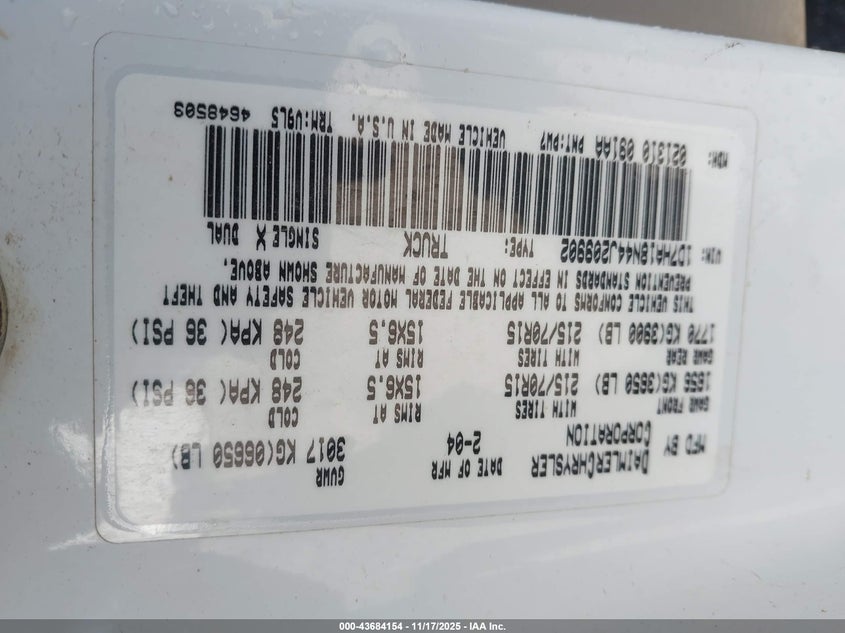 MFD BY DAIMLERCHRYSLER CORPORATION DATE OF MFR 2-04 GVWR 3017 KG(06650 LB)
GAWR FRONT 1656 KG(3650 LB) WITH TIRES 215/70R15 RIMS AT 15X6.5 COLD 248 KPA( 36 PSI)
GAWR REAR 1770 KG(3900 LB) WITH TIRES 215/70R15 RIMS AT 15X6.5 COLD 248 KPA( 36 PSI)
THIS VEHICLE CONFORMS TO ALL APPLICABLE FEDERAL MOTOR VEHICLE SAFETY AND THEFT
PREVENTION STANDARDS IN EFFECT ON THE DATE OF MANUFACTURE SHOWN ABOVE.
VIN: 1D7HA18N44J209902 TYPE: TRUCK SINGLE X DUAL
MDH: 021310 091AA PNT:PW7 VEHICLE MADE IN U.S.A. TRM:V9L5 4648505
000-43684154 - 11/17/2025 - IAA Inc.